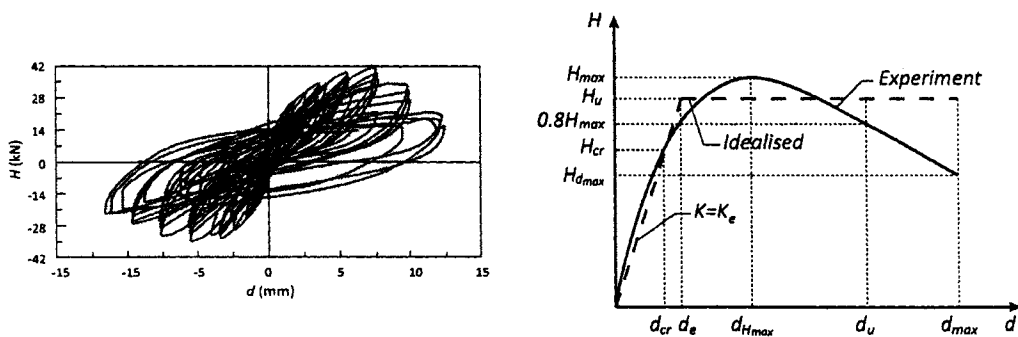 42
28
14
0
-14
-28
-42
H (kN)
-15 -15 -5 0 5 10 15
d (mm)
H
Hmax
Hu
0.8Hmax
Hcr
Hdmax
Experiment
Idealised
K=Ke
dcr de dHmax du dmax d